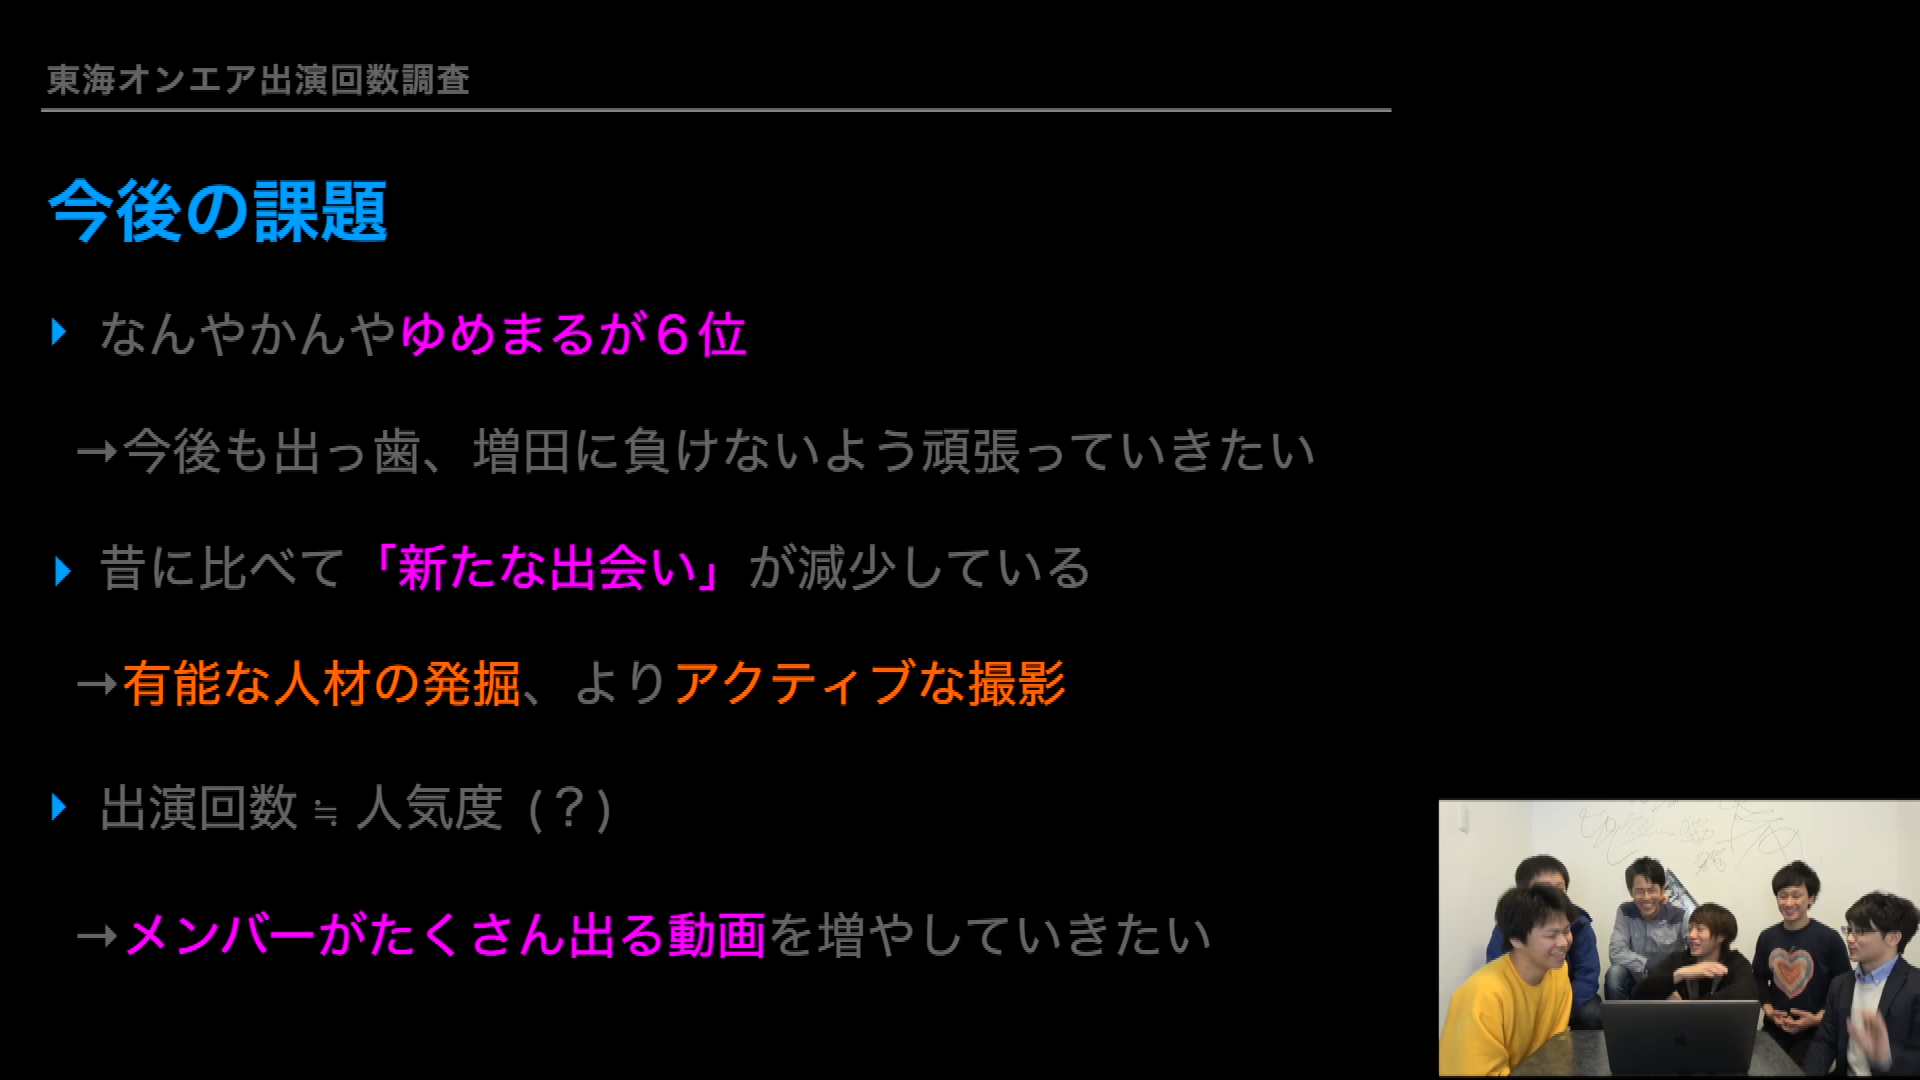 東海オンエア出演回数調査
今後の課題
なんやかんやゆめまるが６位
→今後も出っ歯、増田に負けないよう頑張っていきたい
昔に比べて「新たな出会い」が減少している
→有能な人材の発掘、よりアクティブな撮影
出演回数 ≒ 人気度（？）
→メンバーがたくさん出る動画を増やしていきたい